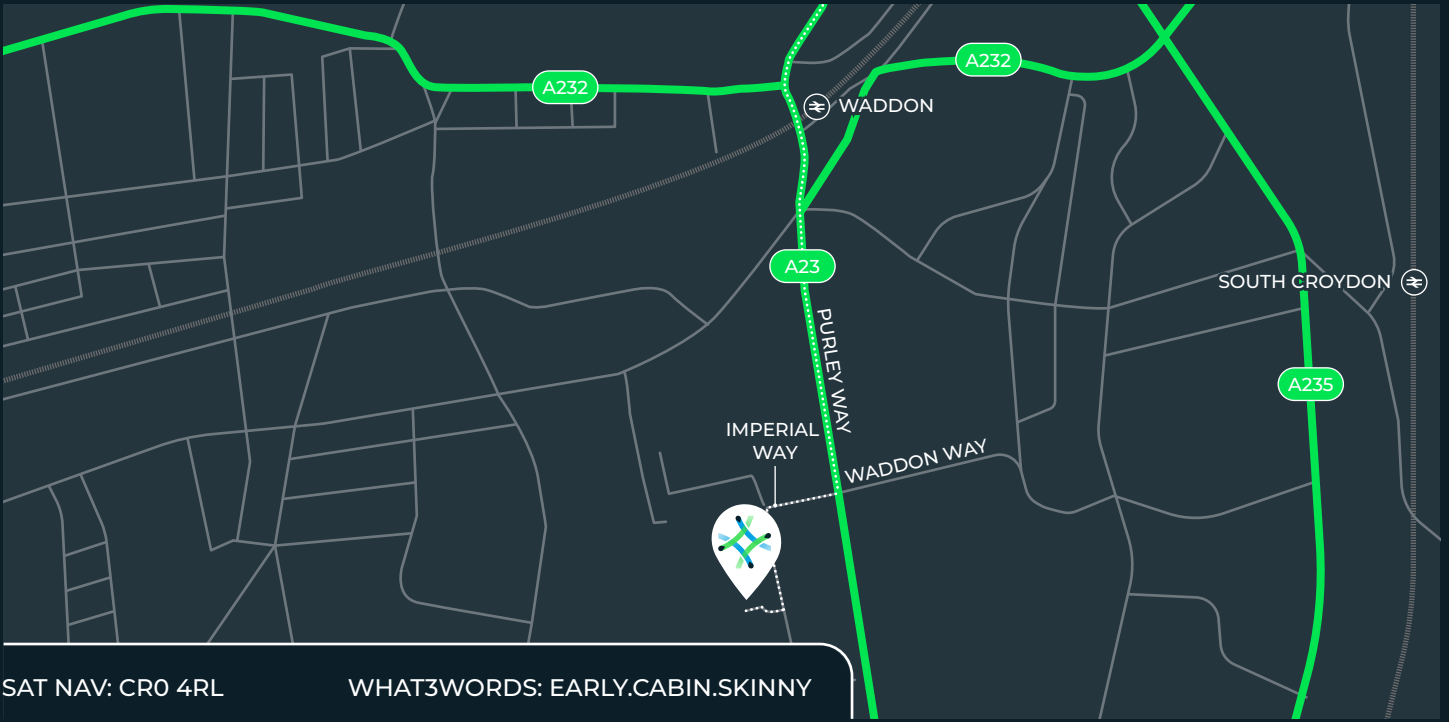 A232
A232
WADDON
A23
SOUTH CROYDON
PURLEY WAY
A235
IMPERIAL
WAY
WADDON WAY
SAT NAV: CR0 4RL
WHAT3WORDS: EARLY.CABIN.SKINNY